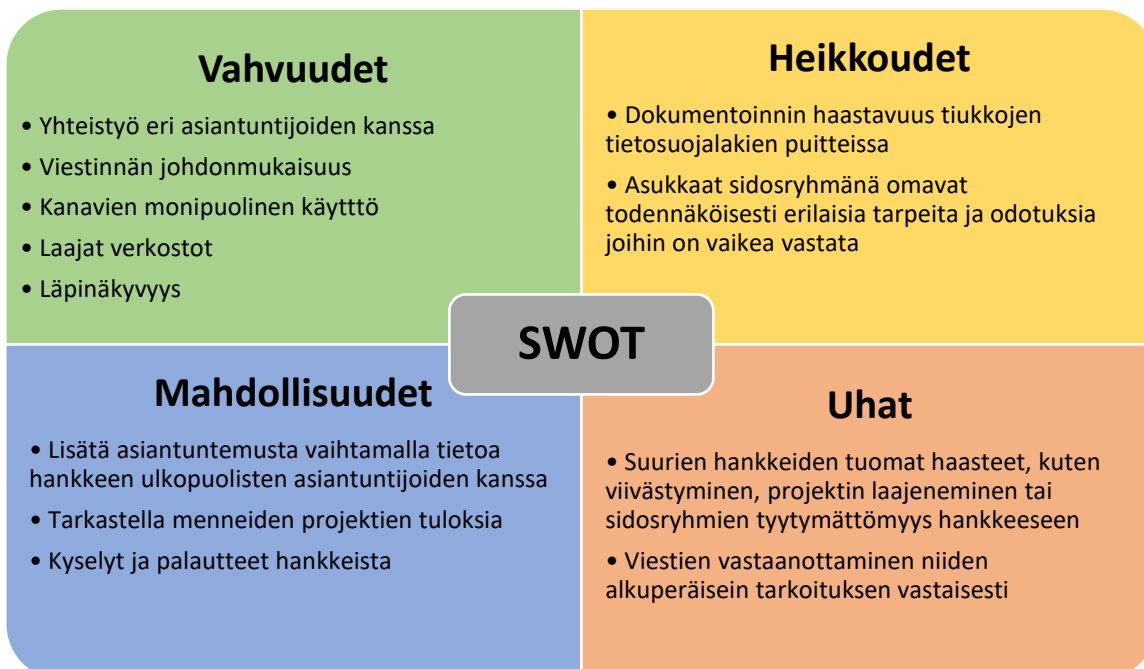 Vahvuudet
• Yhteistyö eri asiantuntijoiden kanssa
• Viestinnän johdonmukaisuus
• Kanavien monipuolinen käytttö
• Laajat verkostot
• Läpinäkyvyys
Heikkoudet
• Dokumentoinnin haastavuus tiukkojen
tietosuojalakien puitteissa
• Asukkaat sidosryhmänä omavat
todennäköisesti erilaisia tarpeita ja odotuksia
joihin on vaikea vastata
SWOT
Mahdollisuudet
• Lisätä asiantuntemusta vaihtamalla tietoa
hankkeen ulkopuolisten asiantuntijoiden kanssa
• Tarkastella menneiden projektien tuloksia
• Kyselyt ja palautteet hankkeista
Uhat
• Suurien hankkeiden tuomat haasteet, kuten
viivästyminen, projektin laajeneminen tai
sidosryhmien tyytymättömyys hankkeeseen
• Viestien vastaanottaminen niiden
alkuperäisein tarkoituksen vastaisesti